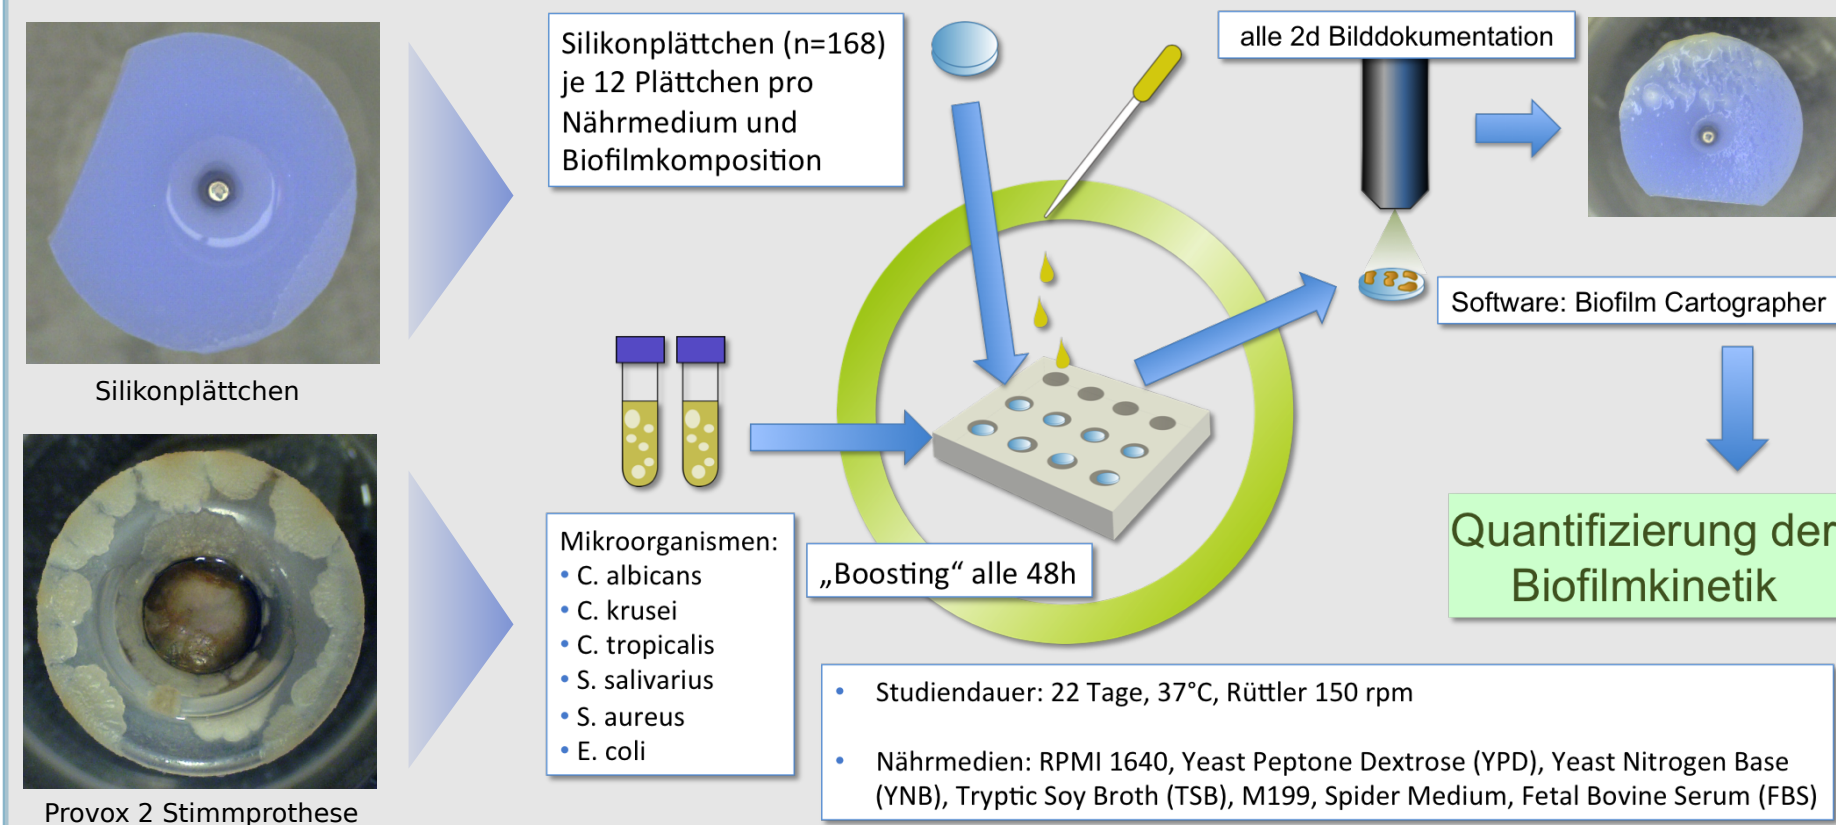 Silikonplättchen
Provox 2 Stimmprothese
Silikonplättchen (n=168)
je 12 Plättchen pro
Nährmedium und
Biofilmkomposition
Mikroorganismen:
• C. albicans
• C. krusei
• C. tropicalis
• S. salivarius
• S. aureus
• E. coli
„Boosting“ alle 48h
alle 2d Bilddokumentation
Software: Biofilm Cartographer
Quantifizierung der
Biofilmkinetik
• Studiendauer: 22 Tage, 37°C, Rüttler 150 rpm
• Nährmedien: RPMI 1640, Yeast Peptone Dextrose (YPD), Yeast Nitrogen Base
(YNB), Tryptic Soy Broth (TSB), M199, Spider Medium, Fetal Bovine Serum (FBS)